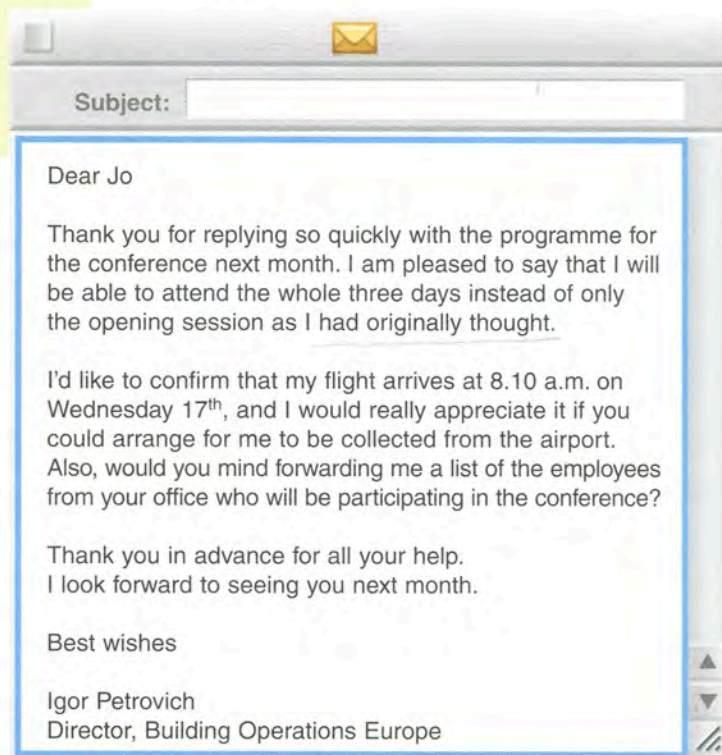 Subject:
Dear Jo
Thank you for replying so quickly with the programme for
the conference next month. I am pleased to say that I will
be able to attend the whole three days instead of only
the opening session as I had originally thought.
I'd like to confirm that my flight arrives at 8.10 a.m. on
Wednesday 17th, and I would really appreciate it if you
could arrange for me to be collected from the airport.
Also, would you mind forwarding me a list of the employees
from your office who will be participating in the conference?
Thank you in advance for all your help.
I look forward to seeing you next month.
Best wishes
Igor Petrovich
Director, Building Operations Europe